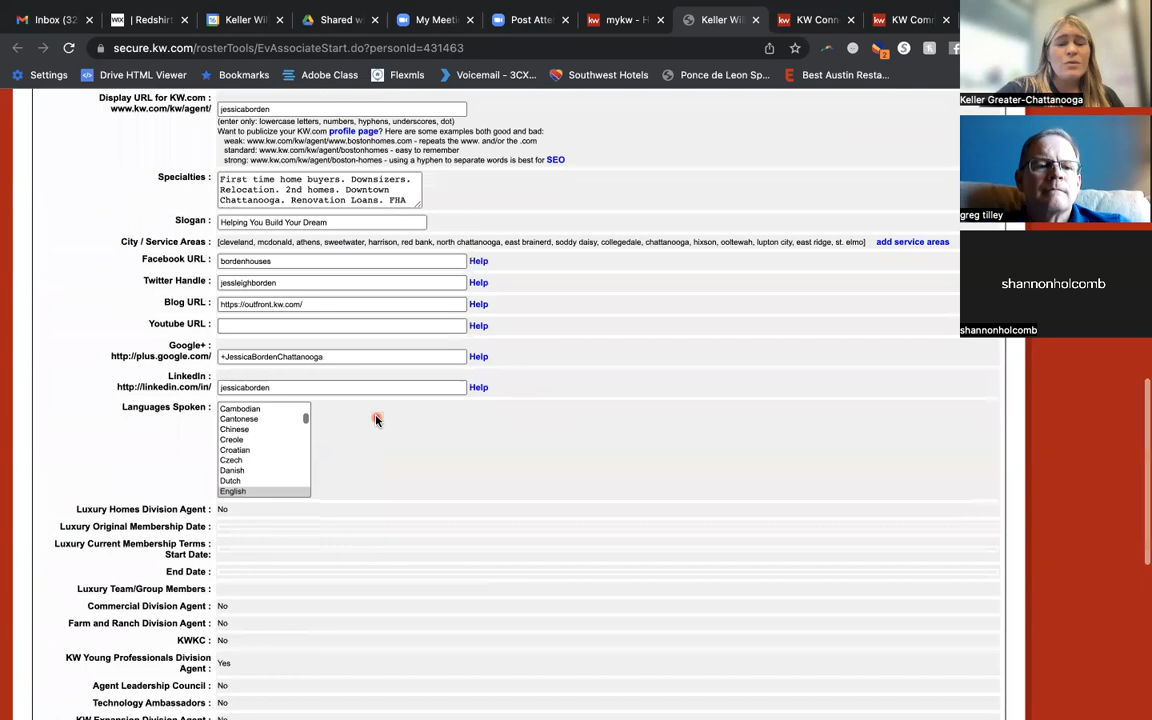 Inbox (32
| Redshirt
Keller Wil
Shared w
My Meeti
Post Atte
mykw - H
Keller Wil
KW Conn
KW Comm
secure.kw.com/rosterTools/EvAssociateStart.do?personId=431463
Settings
Drive HTML Viewer
Bookmarks
Adobe Class
Flexmls
Voicemail - 3CX...
Southwest Hotels
Ponce de Leon Sp...
Best Austin Resta...
Display URL for KW.com :
www.kw.com/kw/agent/
jessicaborden
(enter only: lowercase letters, numbers, hyphens, underscores, dot)
Want to publicize your KW.com profile page? Here are some examples both good and bad:
weak: www.kw.com/kw/agent/www.bostonhomes.com - repeats the www. and/or the .com
standard: www.kw.com/kw/agent/bostonhomes - easy to remember
strong: www.kw.com/kw/agent/boston-homes - using a hyphen to separate words is best for SEO
Specialties :
First time home buyers. Downsizers.
Relocation. 2nd homes. Downtown
Chattanooga. Renovation Loans. FHA
Slogan : Helping You Build Your Dream
City / Service Areas : [cleveland, mcdonald, athens, sweetwater, harrison, red bank, north chattanooga, east brainerd, soddy daisy, collegedale, chattanooga, hixson, ooltewah, lupton city, east ridge, st. elmo] add service areas
Facebook URL : bordenhouses Help
Twitter Handle : jessleighborden Help
Blog URL : https://outfront.kw.com/ Help
Youtube URL : Help
Google+ :
http://plus.google.com/ +JessicaBordenChattanooga Help
LinkedIn :
http://linkedin.com/in/ jessicaborden Help
Languages Spoken :
Cambodian
Cantonese
Chinese
Creole
Croatian
Czech
Danish
Dutch
English
Luxury Homes Division Agent : No
Luxury Original Membership Date :
Luxury Current Membership Terms :
Start Date:
End Date :
Luxury Team/Group Members :
Commercial Division Agent : No
Farm and Ranch Division Agent : No
KWKC : No
KW Young Professionals Division
Agent : Yes
Agent Leadership Council : No
Technology Ambassadors : No
KW Expansion Division Agent : No
Keller Greater-Chattanooga
greg tilley
shannonholcomb
shannonholcomb